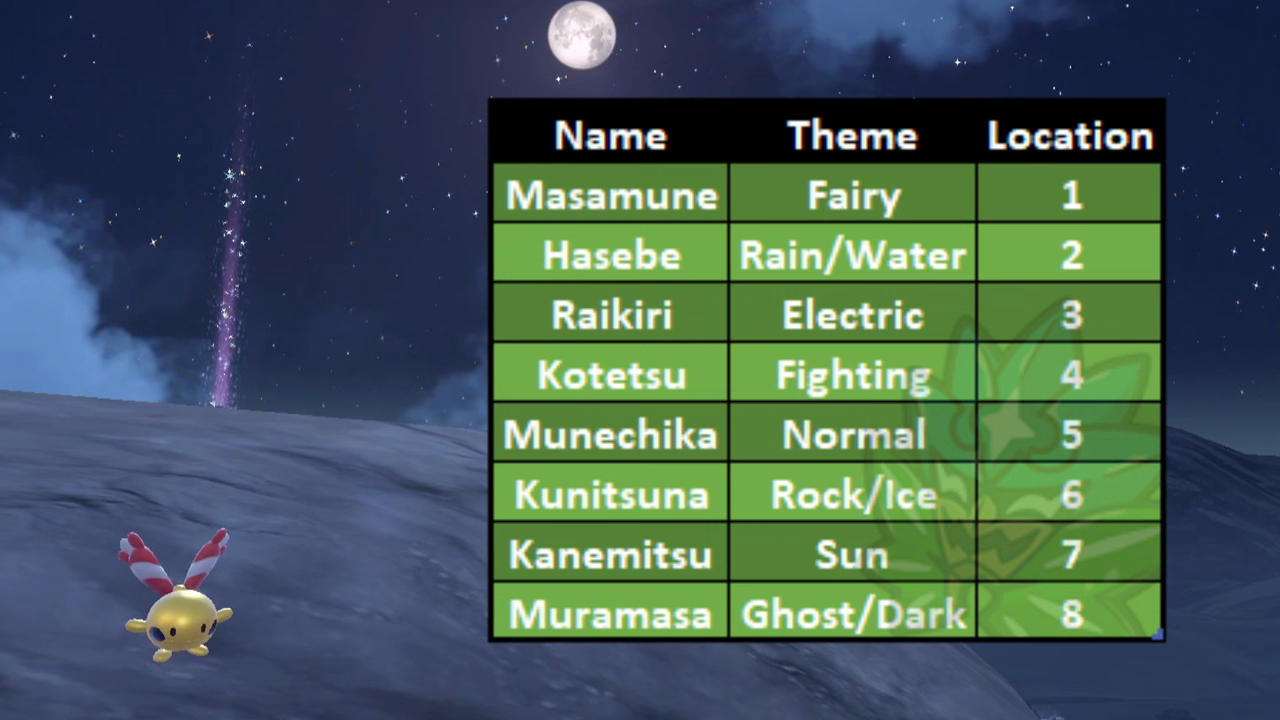 Name Theme Location
Masamune Fairy 1
Hasebe Rain/Water 2
Raikiri Electric 3
Kotetsu Fighting 4
Munechika Normal 5
Kunitsuna Rock/Ice 6
Kanemitsu Sun 7
Muramasa Ghost/Dark 8